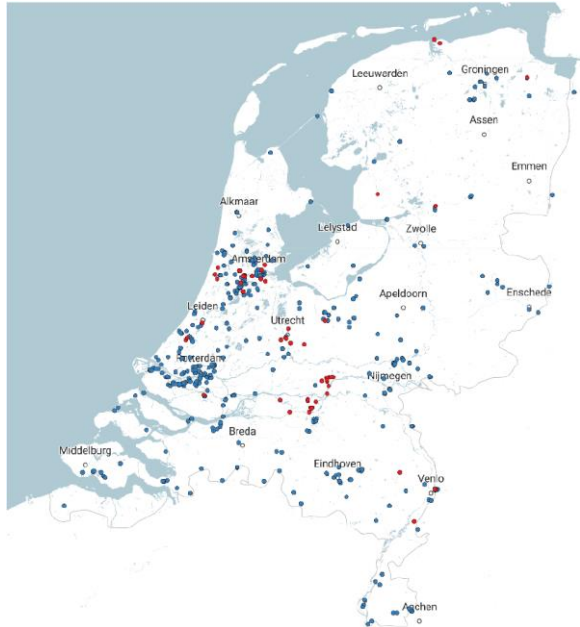 Leeuwarden
Groningen
Assen
Emmen
Alkmaar
Lelystad
Zwolle
Amsterdam
Apeldoorn
Enschede
Leiden
Utrecht
Rotterdam
Nijmegen
Breda
Middelburg
Eindhoven
Venlo
Aachen